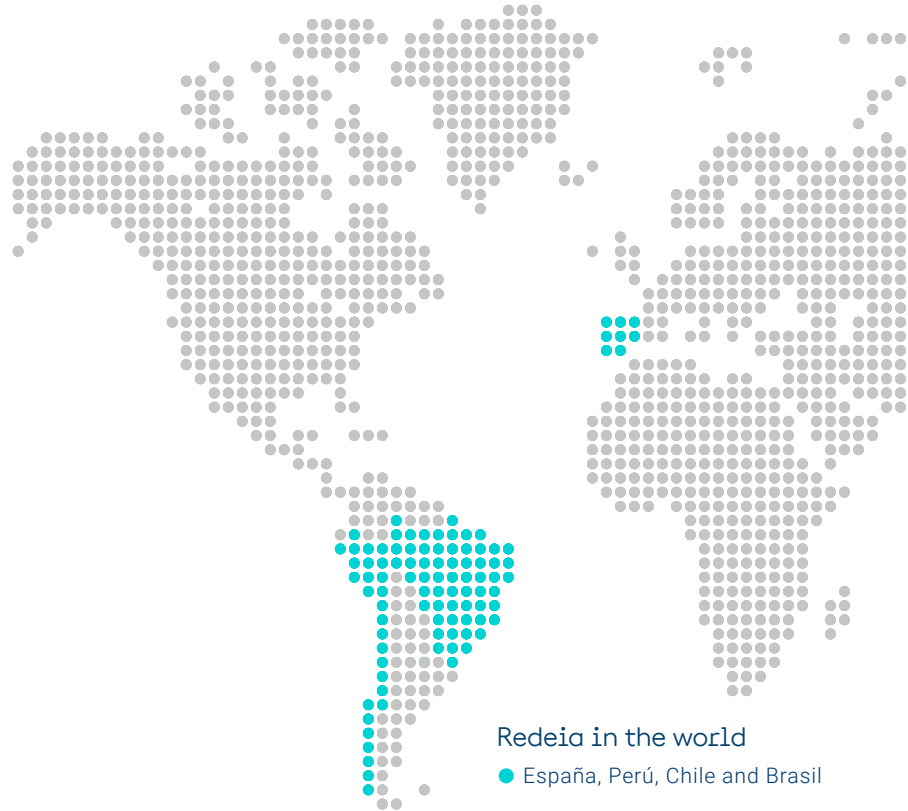 Redeia in the world
España, Perú, Chile and Brasil